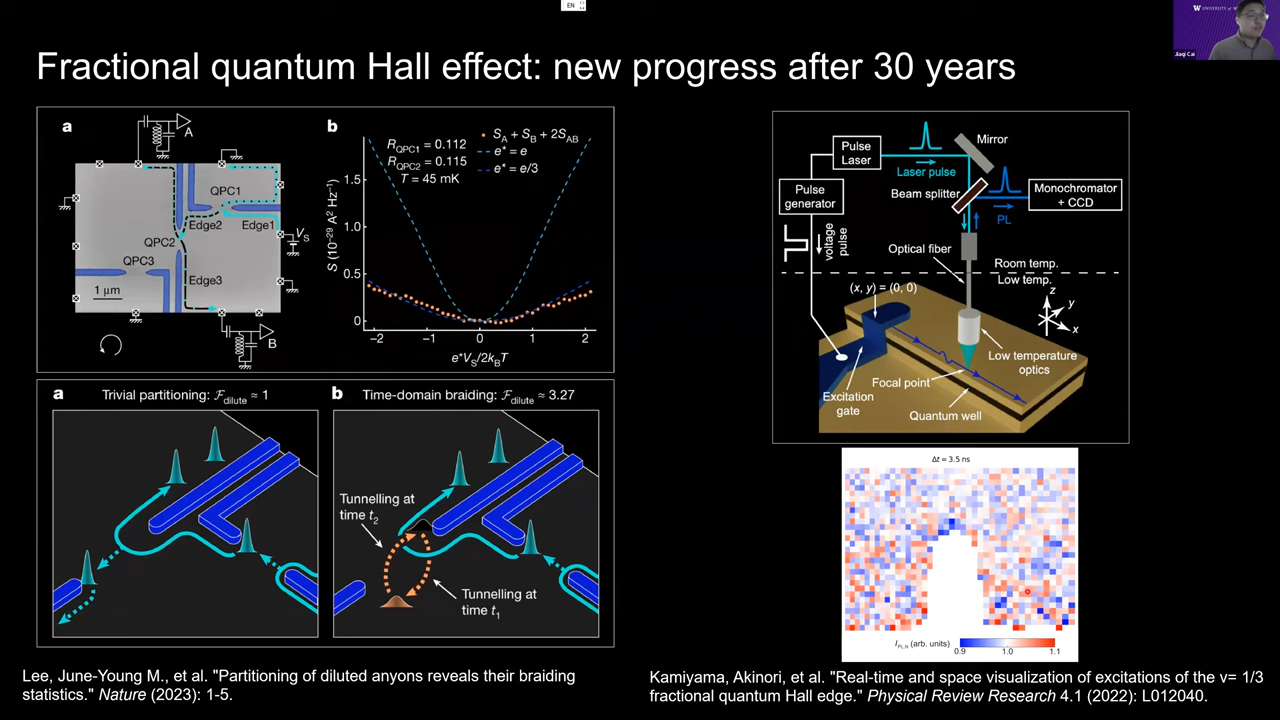 EN
UNIVERSITY of
Jiaqi Cai
Fractional quantum Hall effect: new progress after 30 years
a
A
QPC1
Edge2
Edge1
QPC2
QPC3
Edge3
1 μm
V_S
B
b
R_QPC1 = 0.112
R_QPC2 = 0.115
T = 45 mK
S_A + S_B + 2S_AB
e* = e
e* = e/3
S (10⁻²⁹ A² Hz⁻¹)
1.5
1.0
0.5
0
−2
−1
0
1
2
e*V_S/2k_BT
a
Trivial partitioning: ℱ_dilute ≈ 1
b
Time-domain braiding: ℱ_dilute ≈ 3.27
Tunnelling at
time t₂
Tunnelling at
time t₁
Lee, June-Young M., et al. "Partitioning of diluted anyons reveals their braiding
statistics." Nature (2023): 1-5.
Pulse
Laser
Mirror
Laser pulse
Pulse
generator
Beam splitter
Monochromator
+ CCD
PL
voltage
pulse
Optical fiber
Room temp.
Low temp.
(x, y) = (0, 0)
z
y
x
Low temperature
optics
Focal point
Excitation
gate
Quantum well
Δt = 3.5 ns
I_PL,N (arb. units)
0.9
1.0
1.1
Kamiyama, Akinori, et al. "Real-time and space visualization of excitations of the ν= 1/3
fractional quantum Hall edge." Physical Review Research 4.1 (2022): L012040.